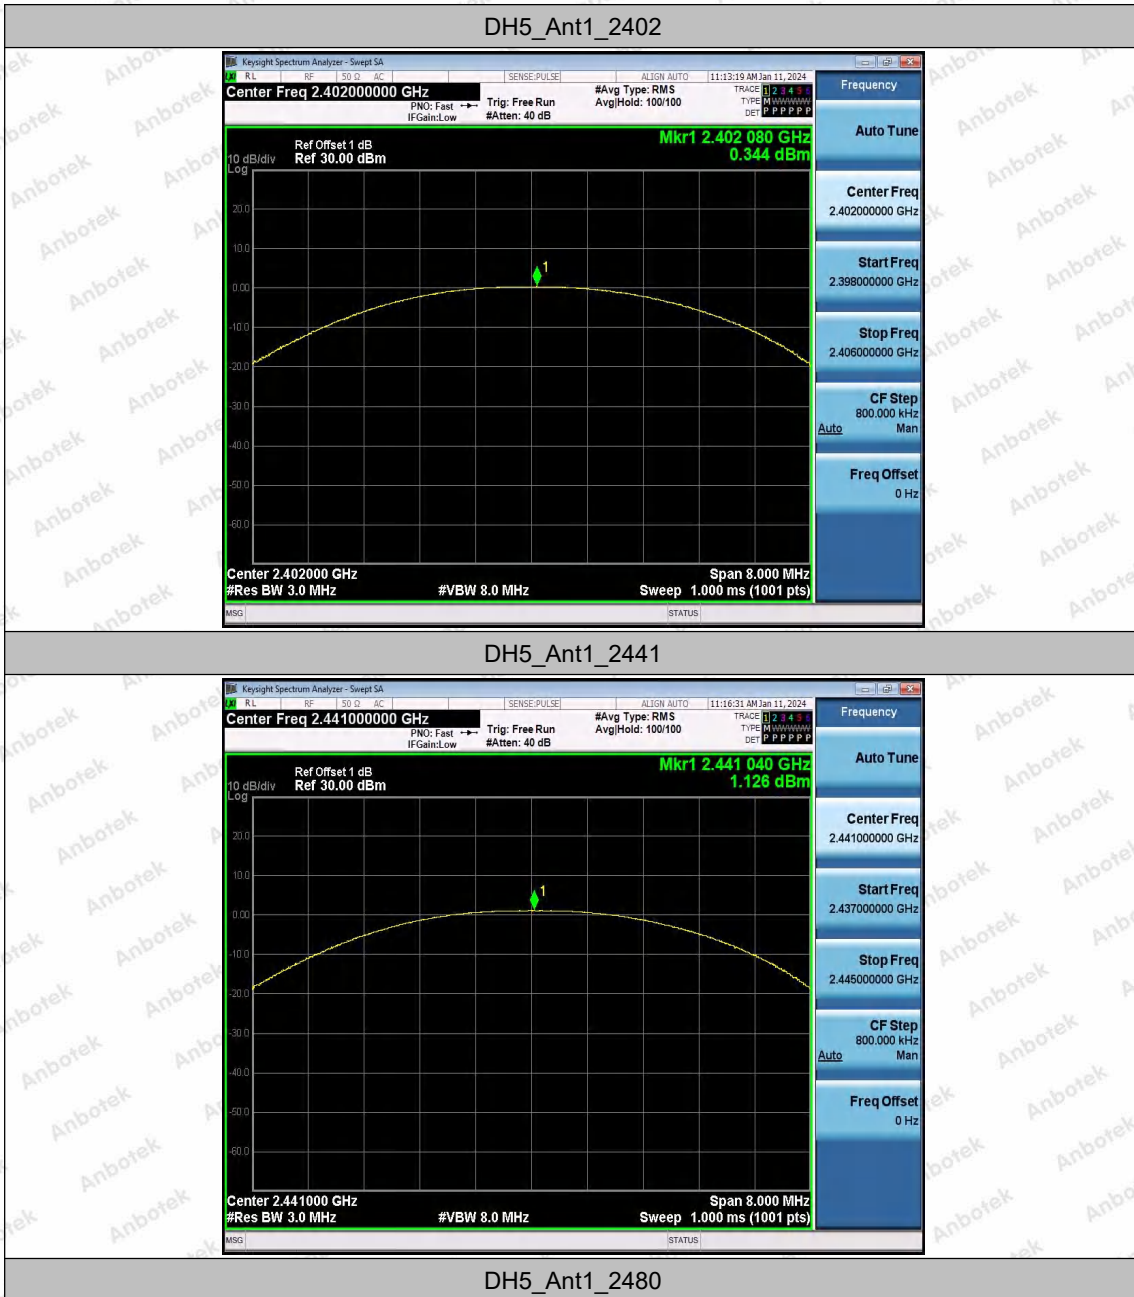 DH5_Ant1_2402
Keysight Spectrum Analyzer - Swept SA
LXI RL RF 50 Ω AC SENSE:PULSE ALIGN AUTO 11:13:19 AM Jan 11, 2024
Center Freq 2.402000000 GHz
PNO: Fast
IFGain:Low
Trig: Free Run
#Atten: 40 dB
#Avg Type: RMS
Avg|Hold: 100/100
TRACE 1 2 3 4 5 6
TYPE M WWWWW
DET P P P P P P
Mkr1 2.402 080 GHz
0.344 dBm
Ref Offset 1 dB
10 dB/div Ref 30.00 dBm
Log
20.0
10.0
0.00
-10.0
-20.0
-30.0
-40.0
-50.0
-60.0
1
Center 2.402000 GHz Span 8.000 MHz
#Res BW 3.0 MHz #VBW 8.0 MHz Sweep 1.000 ms (1001 pts)
MSG STATUS
Frequency
Auto Tune
Center Freq
2.402000000 GHz
Start Freq
2.398000000 GHz
Stop Freq
2.406000000 GHz
CF Step
800.000 kHz
Auto Man
Freq Offset
0 Hz
DH5_Ant1_2441
Keysight Spectrum Analyzer - Swept SA
LXI RL RF 50 Ω AC SENSE:PULSE ALIGN AUTO 11:16:31 AM Jan 11, 2024
Center Freq 2.441000000 GHz
PNO: Fast
IFGain:Low
Trig: Free Run
#Atten: 40 dB
#Avg Type: RMS
Avg|Hold: 100/100
TRACE 1 2 3 4 5 6
TYPE M WWWWW
DET P P P P P P
Mkr1 2.441 040 GHz
1.126 dBm
Ref Offset 1 dB
10 dB/div Ref 30.00 dBm
Log
20.0
10.0
0.00
-10.0
-20.0
-30.0
-40.0
-50.0
-60.0
1
Center 2.441000 GHz Span 8.000 MHz
#Res BW 3.0 MHz #VBW 8.0 MHz Sweep 1.000 ms (1001 pts)
MSG STATUS
Frequency
Auto Tune
Center Freq
2.441000000 GHz
Start Freq
2.437000000 GHz
Stop Freq
2.445000000 GHz
CF Step
800.000 kHz
Auto Man
Freq Offset
0 Hz
DH5_Ant1_2480
Anbotek